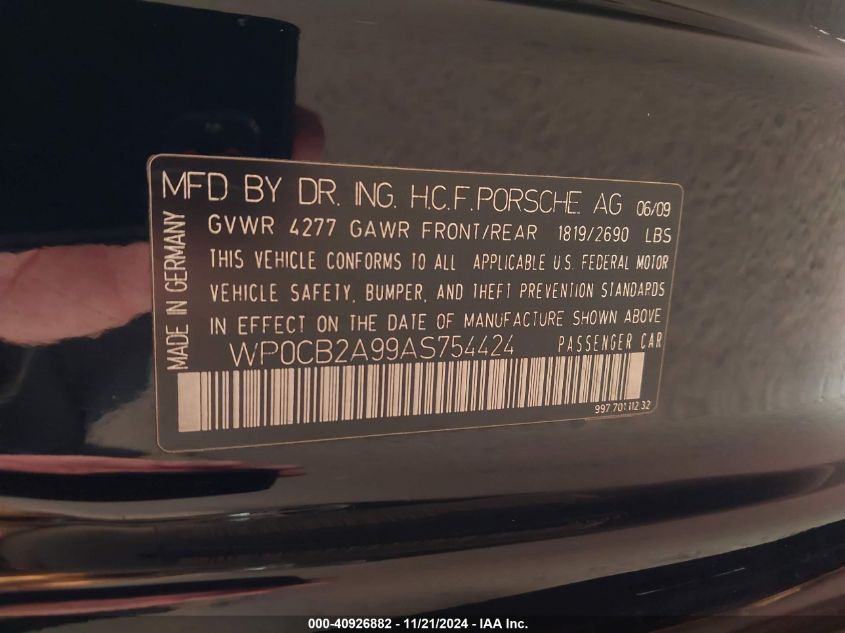 MFD BY DR. ING. H.C.F. PORSCHE AG 06/09
GVWR 4277 GAWR FRONT/REAR 1819/2690 LBS
THIS VEHICLE CONFORMS TO ALL APPLICABLE U.S. FEDERAL MOTOR
VEHICLE SAFETY, BUMPER, AND THEFT PREVENTION STANDARDS
IN EFFECT ON THE DATE OF MANUFACTURE SHOWN ABOVE
WP0CB2A99AS754424 PASSENGER CAR
997 701 112 32
MADE IN GERMANY
000-40926882 - 11/21/2024 - IAA Inc.